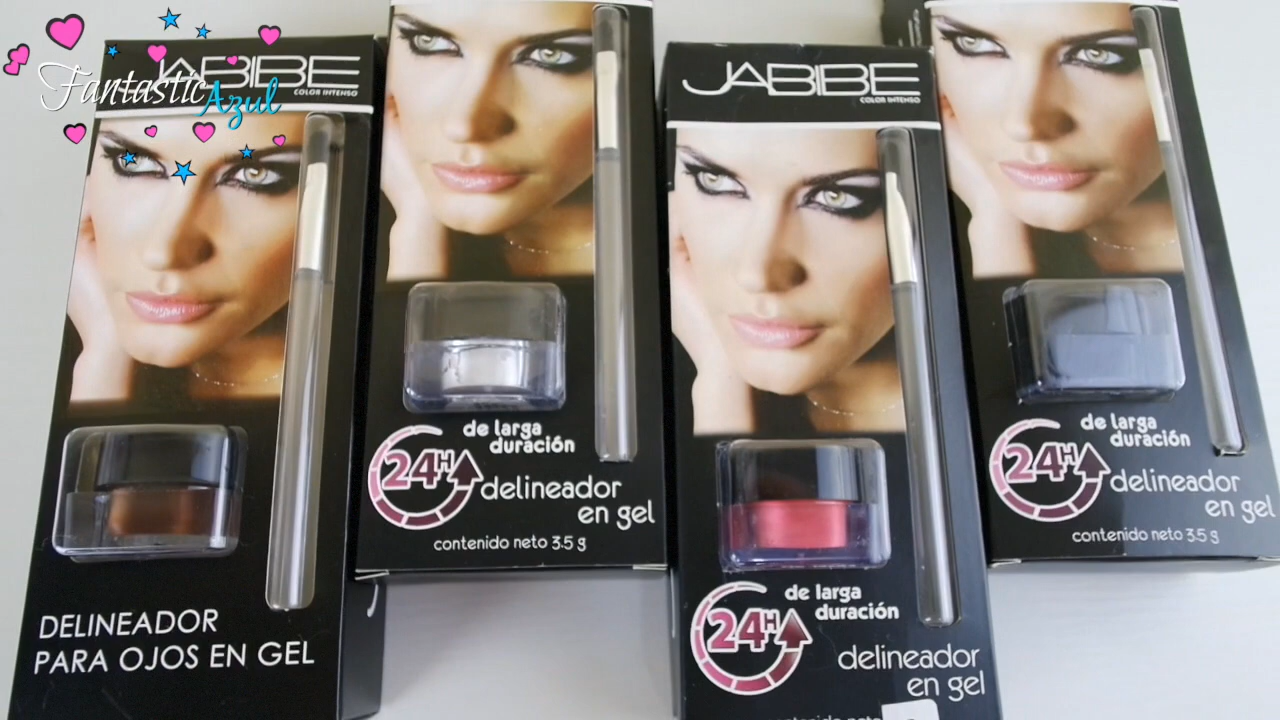 Fantastic
Azul
JABIBE
COLOR INTENSO
DELINEADOR
PARA OJOS EN GEL
de larga
duración
24H
delineador
en gel
contenido neto 3.5 g
JABIBE
COLOR INTENSO
de larga
duración
24H
delineador
en gel
contenido neto
de larga
duración
24H
delineador
en gel
contenido neto 3.5 g